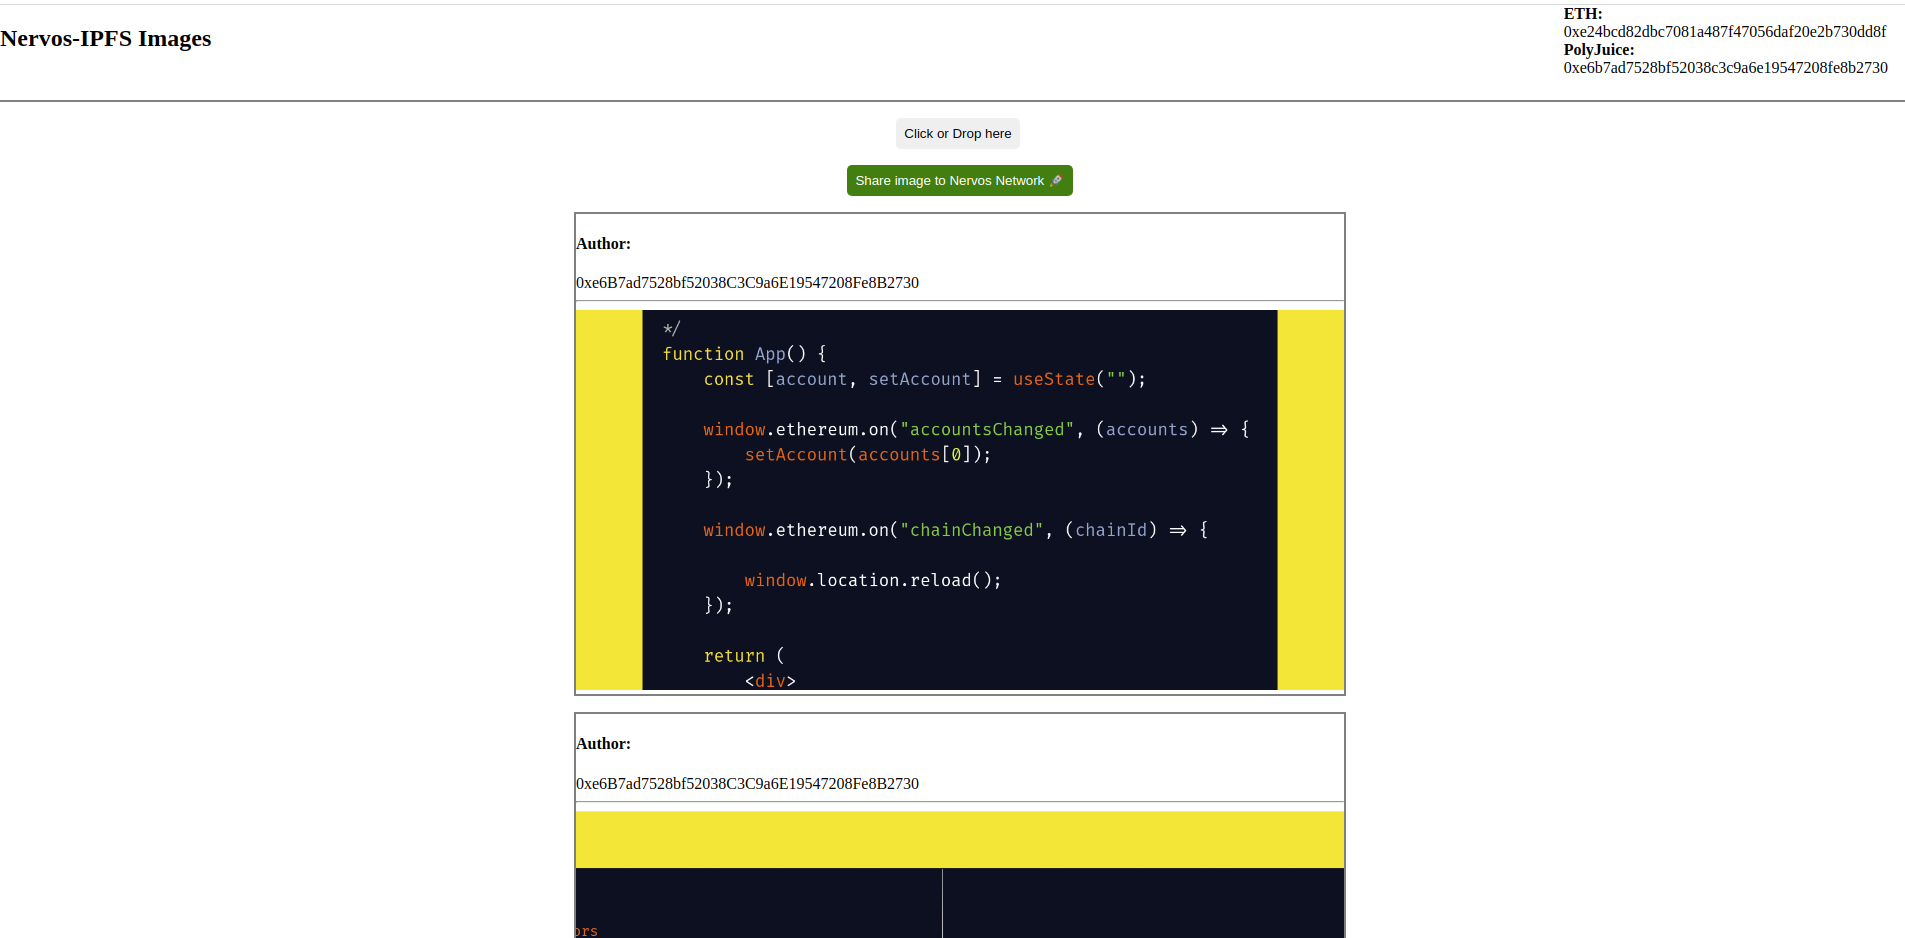 Nervos-IPFS Images
ETH:
0xe24bcd82dbc7081a487f47056daf20e2b730dd8f
PolyJuice:
0xe6b7ad7528bf52038c3c9a6e19547208fe8b2730
Click or Drop here
Share image to Nervos Network 🚀
Author:
0xe6B7ad7528bf52038C3C9a6E19547208Fe8B2730
*/
function App() {
const [account, setAccount] = useState("");
window.ethereum.on("accountsChanged", (accounts) => {
setAccount(accounts[0]);
});
window.ethereum.on("chainChanged", (chainId) => {
window.location.reload();
});
return (
<div>
Author:
0xe6B7ad7528bf52038C3C9a6E19547208Fe8B2730
ors